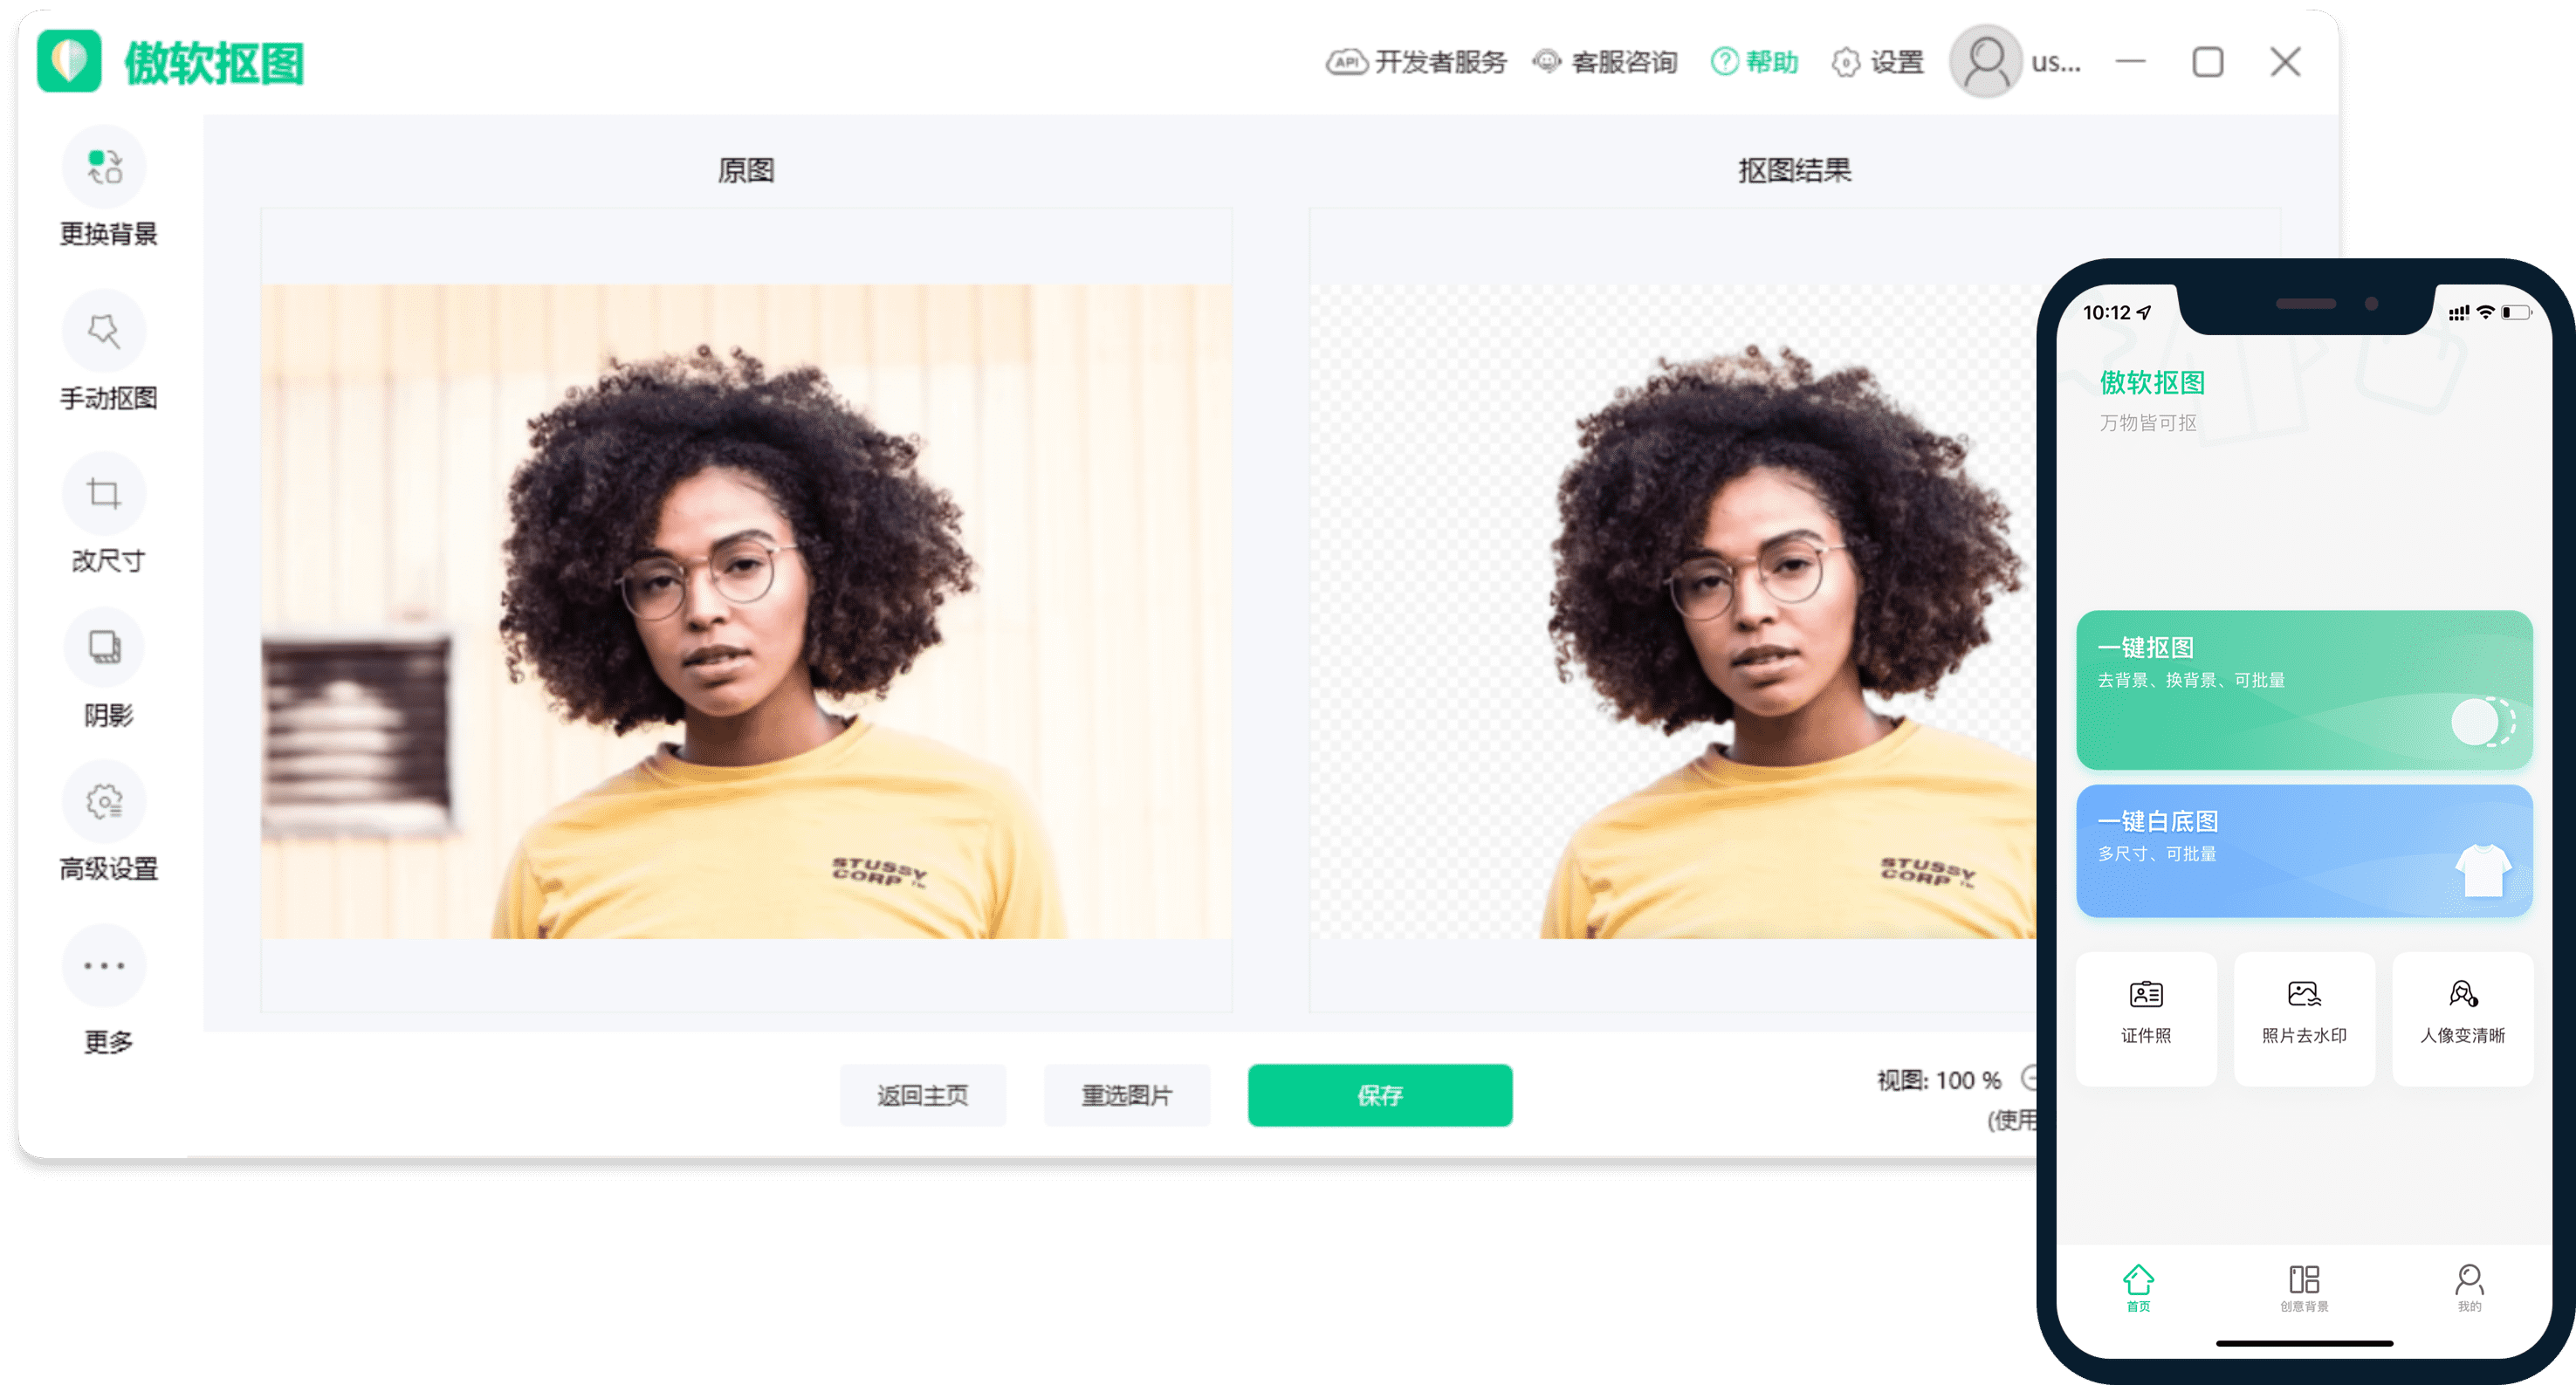 傲软抠图
API 开发者服务 客服咨询 帮助 设置 us...
更换背景
手动抠图
改尺寸
阴影
高级设置
更多
原图
抠图结果
STUSSY
CORP ™
STUSSY
CORP ™
返回主页
重选图片
保存
视图: 100 %
(使用
10:12
傲软抠图
万物皆可抠
一键抠图
去背景、换背景、可批量
一键白底图
多尺寸、可批量
证件照
照片去水印
人像变清晰
首页
创意背景
我的